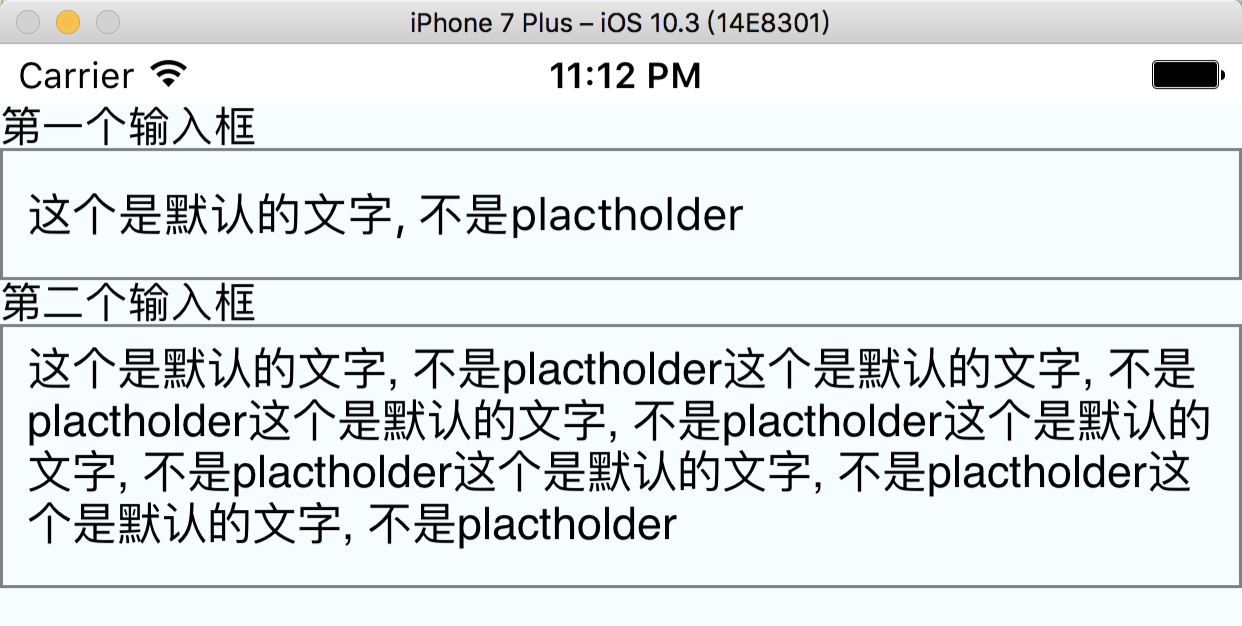 iPhone 7 Plus – iOS 10.3 (14E8301)
Carrier 11:12 PM
第一个输入框
这个是默认的文字, 不是plactholder
第二个输入框
这个是默认的文字, 不是plactholder这个是默认的文字, 不是
plactholder这个是默认的文字, 不是plactholder这个是默认的
文字, 不是plactholder这个是默认的文字, 不是plactholder这
个是默认的文字, 不是plactholder